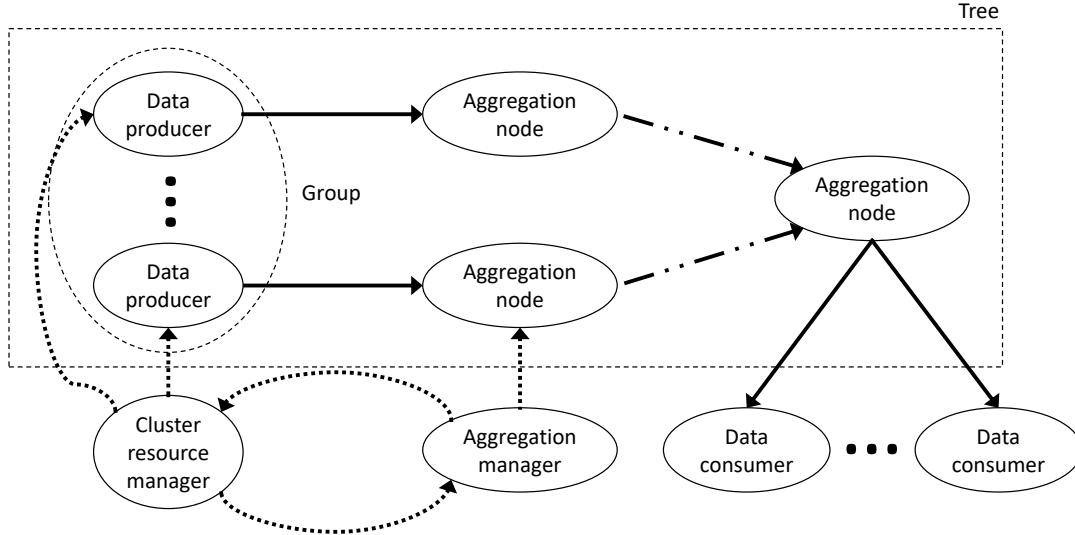 Tree
Data
producer
Aggregation
node
Group
Aggregation
node
Data
producer
Aggregation
node
Cluster
resource
manager
Aggregation
manager
Data
consumer
Data
consumer